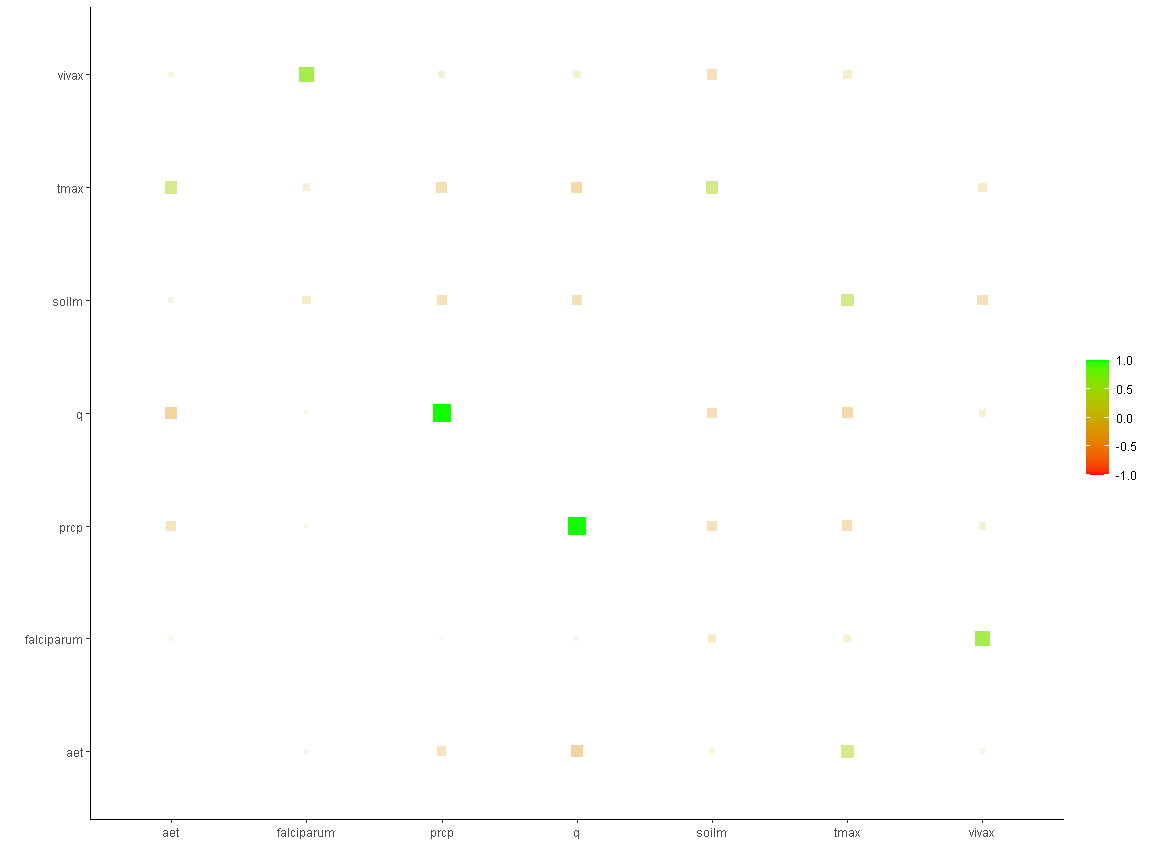 vivax
tmax
soilm
q
prcp
falciparum
aet
aet falciparum prcp q soilm tmax vivax
1.0
0.5
0.0
-0.5
-1.0